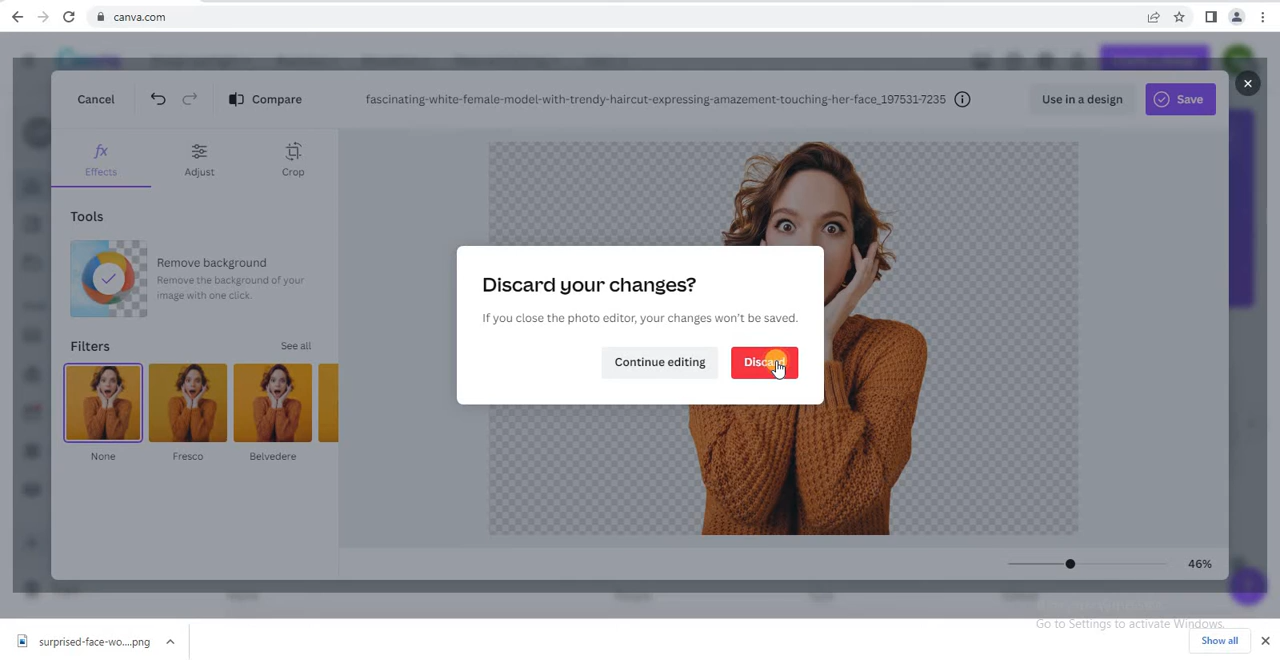 canva.com
Cancel
Compare
fascinating-white-female-model-with-trendy-haircut-expressing-amazement-touching-her-face_197531-7235
Use in a design
Save
fx
Effects
Adjust
Crop
Tools
Remove background
Remove the background of your
image with one click.
Filters
See all
None
Fresco
Belvedere
Discard your changes?
If you close the photo editor, your changes won't be saved.
Continue editing
Discard
46%
Go to Settings to activate Windows.
surprised-face-wo....png
Show all